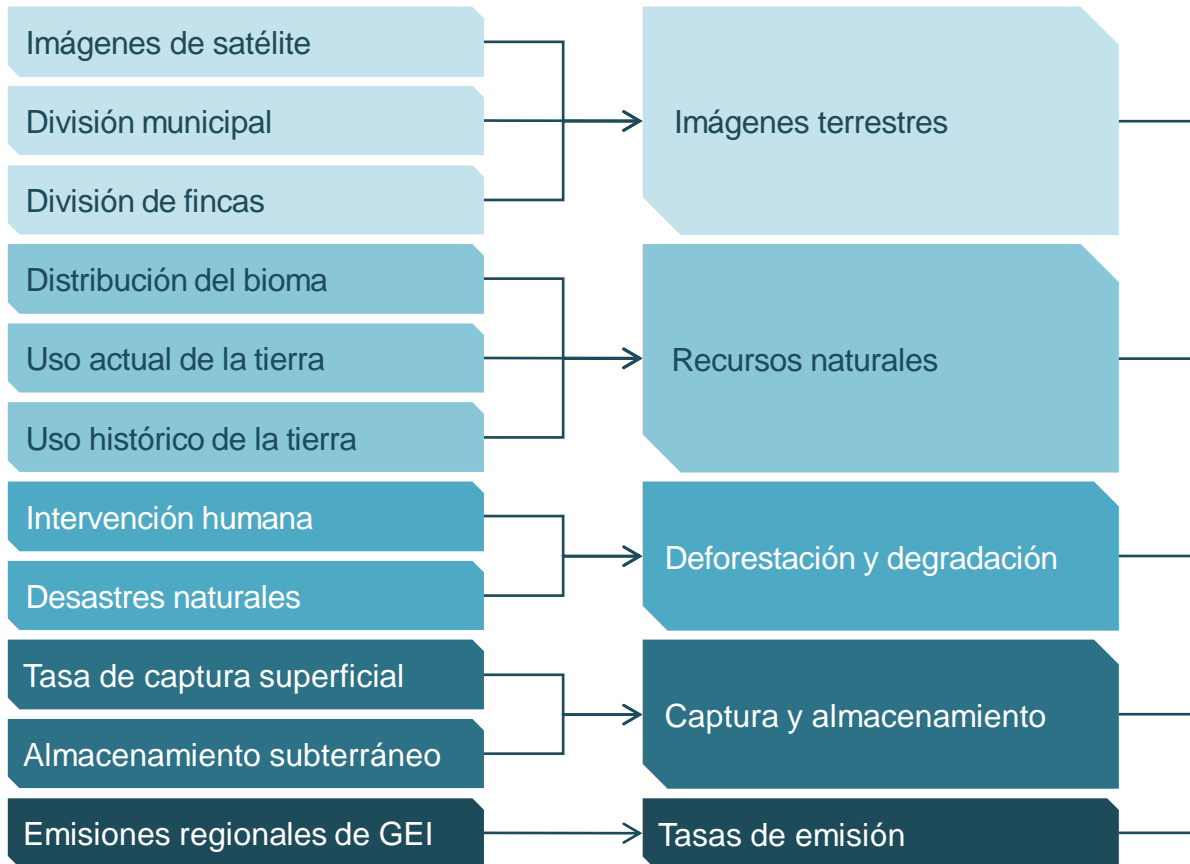 Imágenes de satélite
División municipal
División de fincas
Imágenes terrestres
Distribución del bioma
Uso actual de la tierra
Uso histórico de la tierra
Recursos naturales
Intervención humana
Desastres naturales
Deforestación y degradación
Tasa de captura superficial
Almacenamiento subterráneo
Captura y almacenamiento
Emisiones regionales de GEI
Tasas de emisión